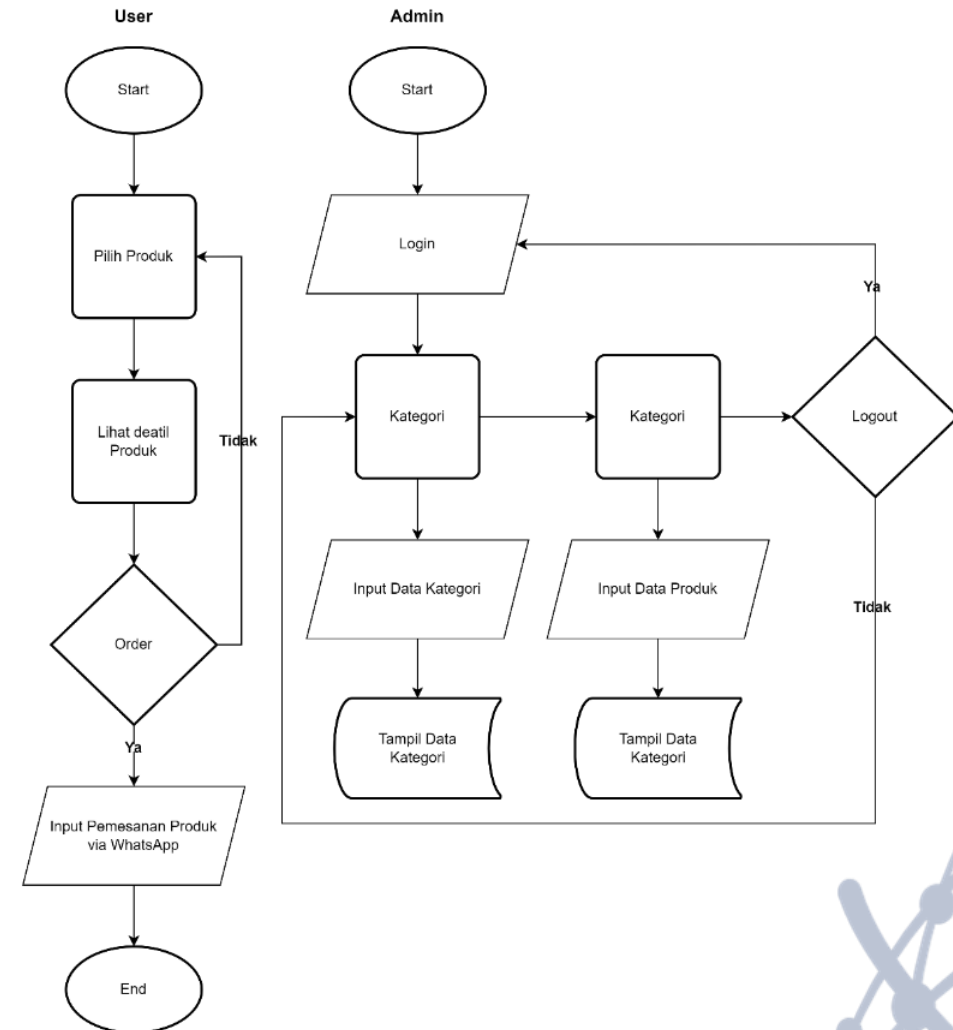 User
Start
Pilih Produk
Lihat deatil
Produk
Tidak
Order
Ya
Input Pemesanan Produk
via WhatsApp
End
Admin
Start
Login
Ya
Kategori
Kategori
Logout
Input Data Kategori
Input Data Produk
Tidak
Tampil Data
Kategori
Tampil Data
Kategori